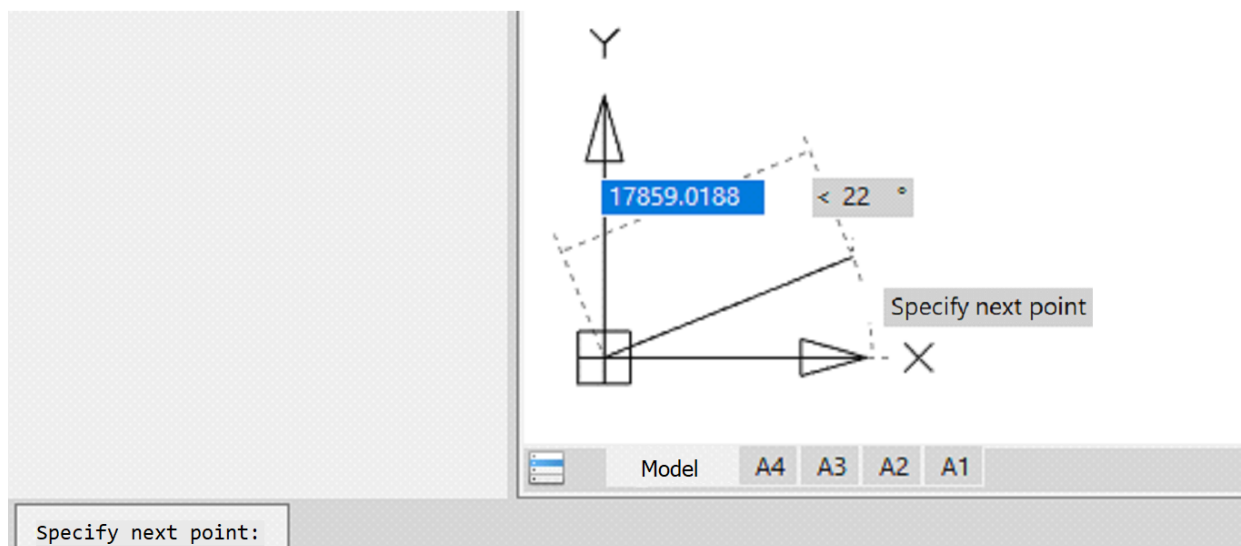 Y
17859.0188
< 22 °
Specify next point
X
Model A4 A3 A2 A1
Specify next point: